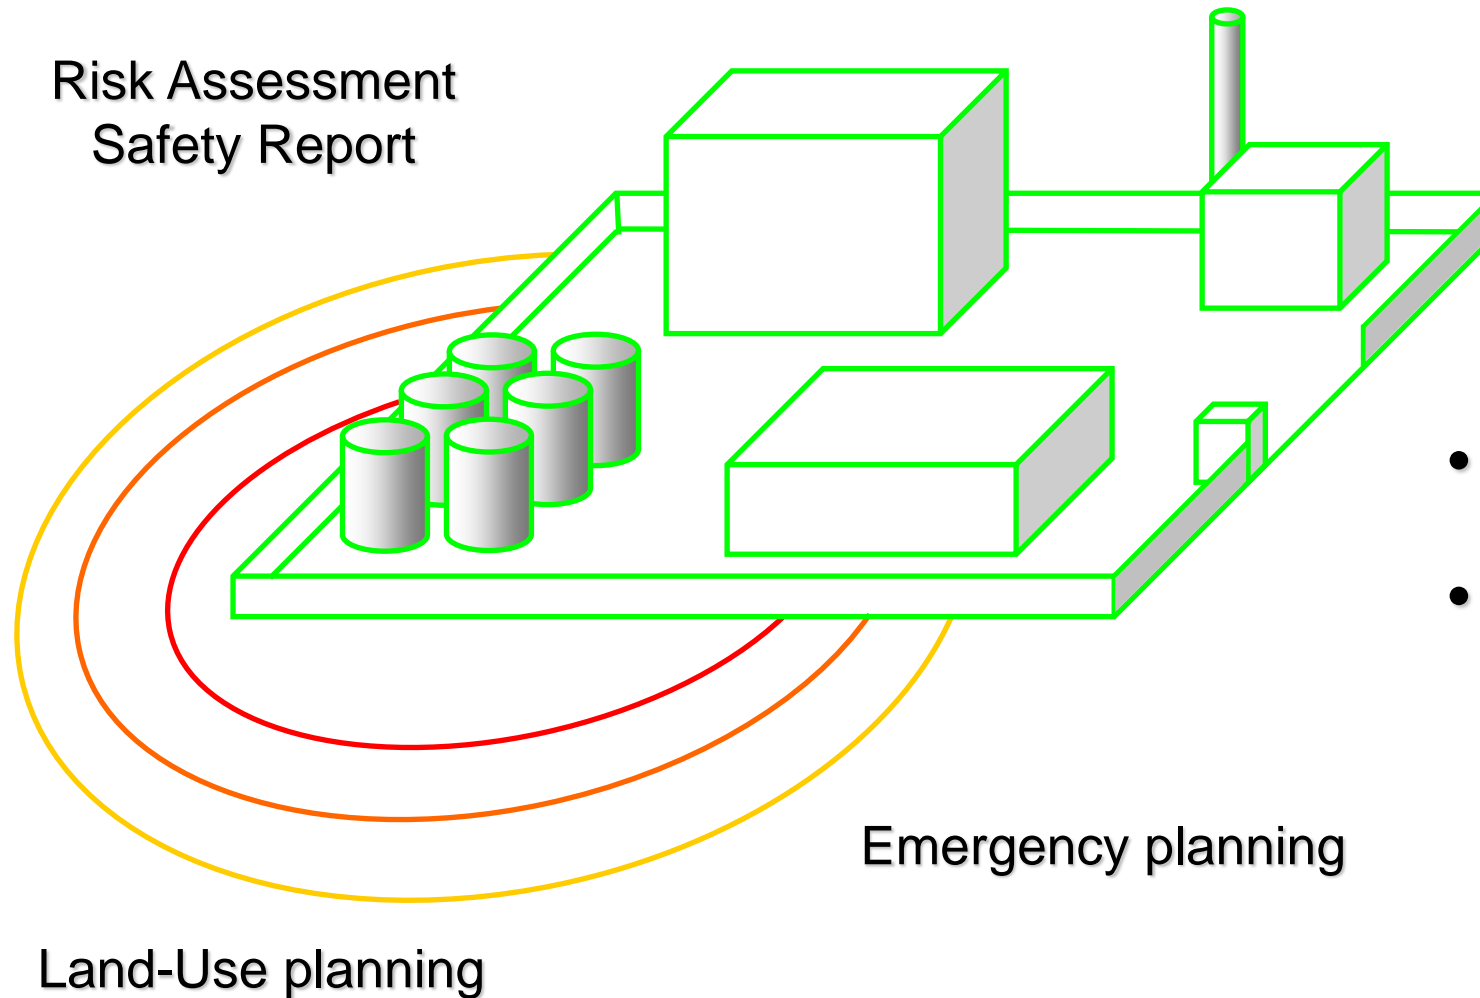 Risk Assessment
Safety Report
•
•
Emergency planning
Land-Use planning